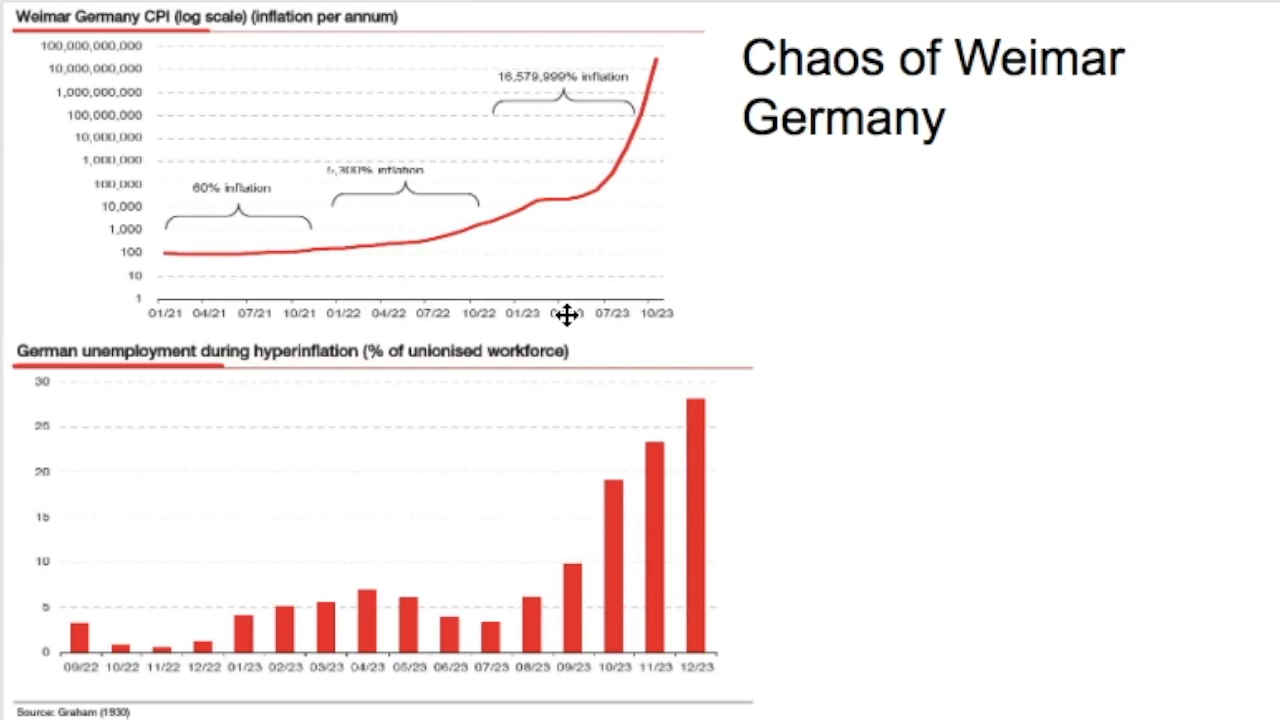 Weimar Germany CPI (log scale) (inflation per annum)
100,000,000,000
10,000,000,000
1,000,000,000
100,000,000
10,000,000
1,000,000
100,000
10,000
1,000
100
10
1
16,579,999% inflation
300% inflation
60% inflation
01/21 04/21 07/21 10/21 01/22 04/22 07/22 10/22 01/23 07/23 10/23
Chaos of Weimar
Germany
German unemployment during hyperinflation (% of unionised workforce)
30
25
20
15
10
5
0
09/22 10/22 11/22 12/22 01/23 02/23 03/23 04/23 05/23 06/23 07/23 08/23 09/23 10/23 11/23 12/23
Source: Graham (1930)